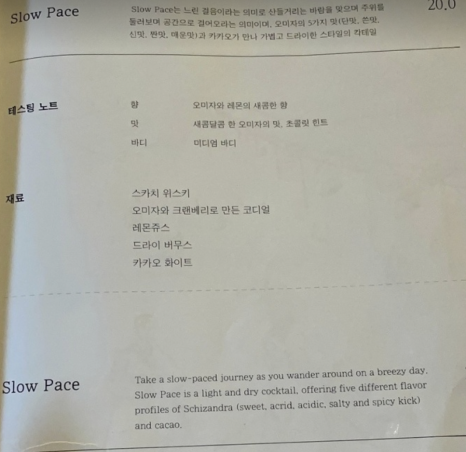 Slow Pace
Slow Pace는 느린 걸음이라는 의미로 산들거리는 바람을 맞으며 주위를
둘러보며 공간으로 걸어오라는 의미이며, 오미자의 5가지 맛(단맛, 쓴맛,
신맛, 짠맛, 매운맛)과 카카오가 만나 가볍고 드라이한 스타일의 칵테일
20.0
테스팅 노트
향 오미자와 레몬의 새콤한 향
맛 새콤달콤 한 오미자의 맛, 초콜릿 힌트
바디 미디엄 바디
재료
스카치 위스키
오미자와 크랜베리로 만든 코디얼
레몬쥬스
드라이 버무스
카카오 화이트
Slow Pace
Take a slow-paced journey as you wander around on a breezy day.
Slow Pace is a light and dry cocktail, offering five different flavor
profiles of Schizandra (sweet, acrid, acidic, salty and spicy kick)
and cacao.